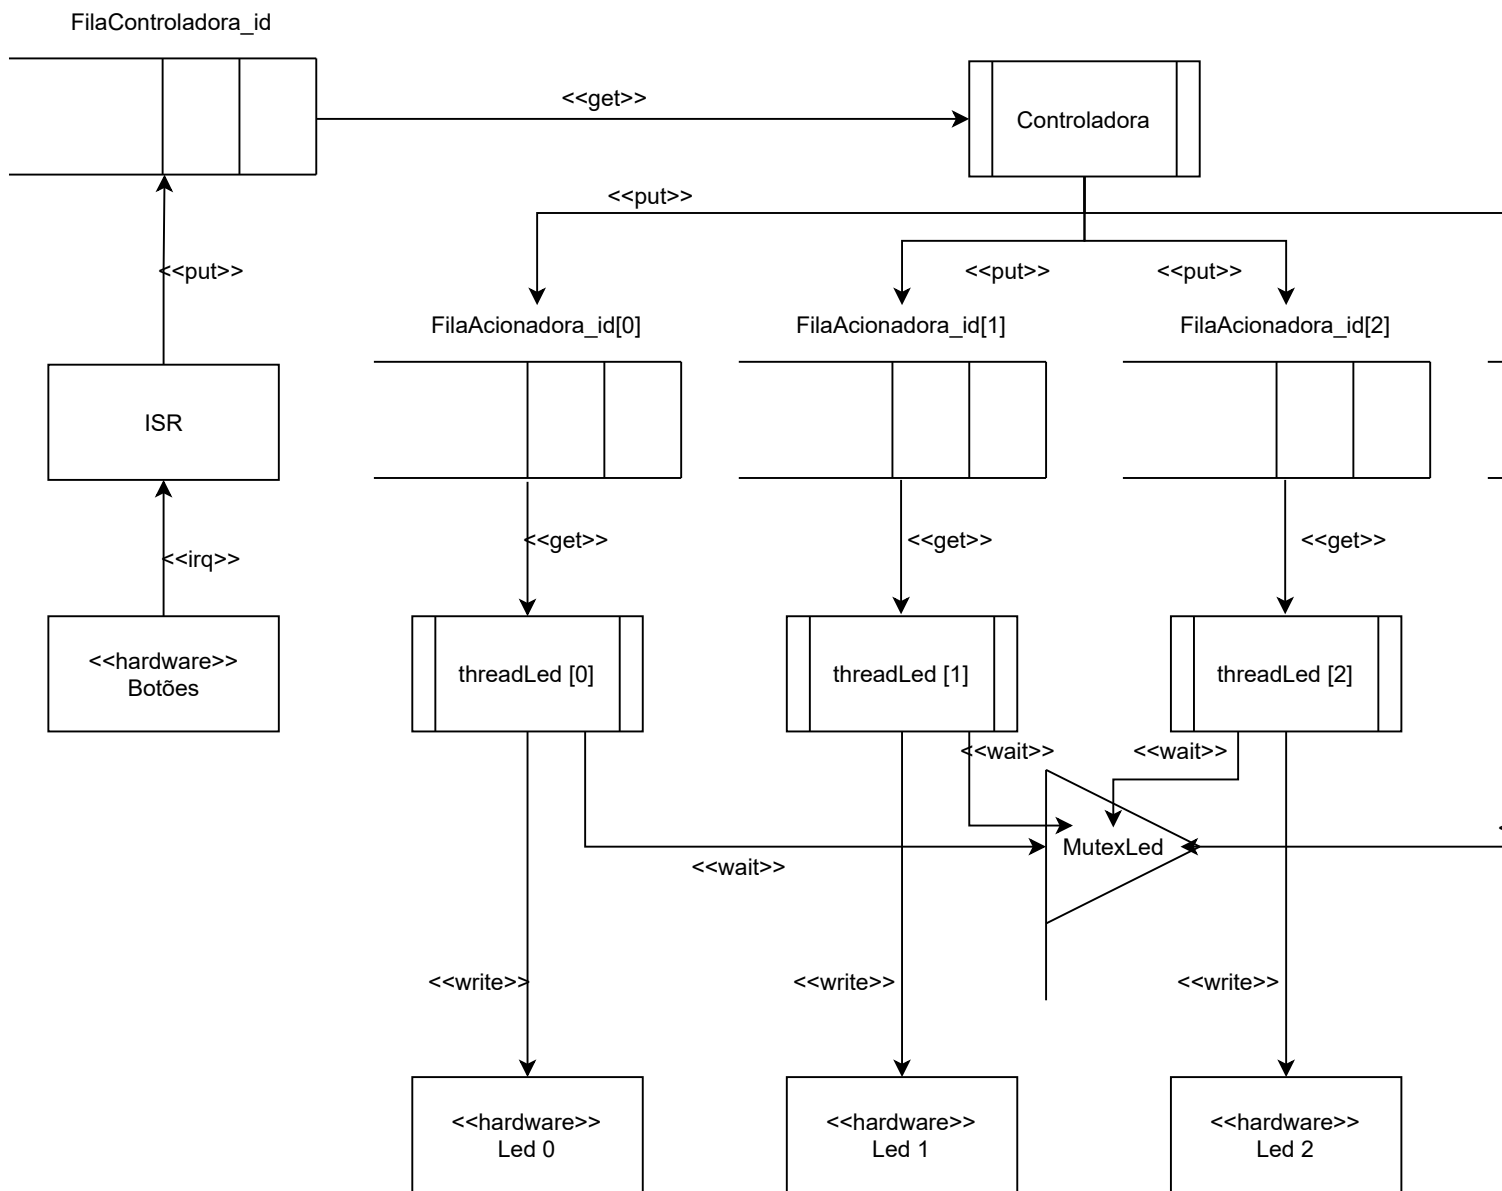 FilaControladora_id
<<get>>
Controladora
<<put>>
<<put>>
<<put>>
<<put>>
FilaAcionadora_id[0]
FilaAcionadora_id[1]
FilaAcionadora_id[2]
ISR
<<get>>
<<get>>
<<get>>
<<irq>>
<<hardware>>
Botões
threadLed [0]
threadLed [1]
threadLed [2]
<<wait>>
<<wait>>
MutexLed
<<wait>>
<<write>>
<<write>>
<<write>>
<<hardware>>
Led 0
<<hardware>>
Led 1
<<hardware>>
Led 2